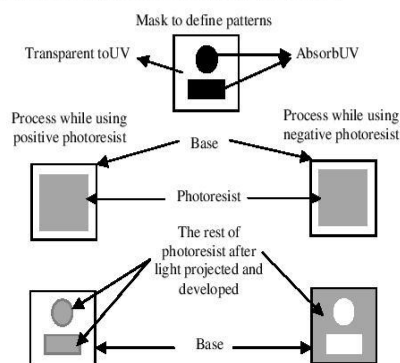 Mask to define patterns
Transparent toUV
AbsorbUV
Process while using
positive photoresist
Process while using
negative photoresist
Base
Photoresist
The rest of
photoresist after
light projected and
developed
Base